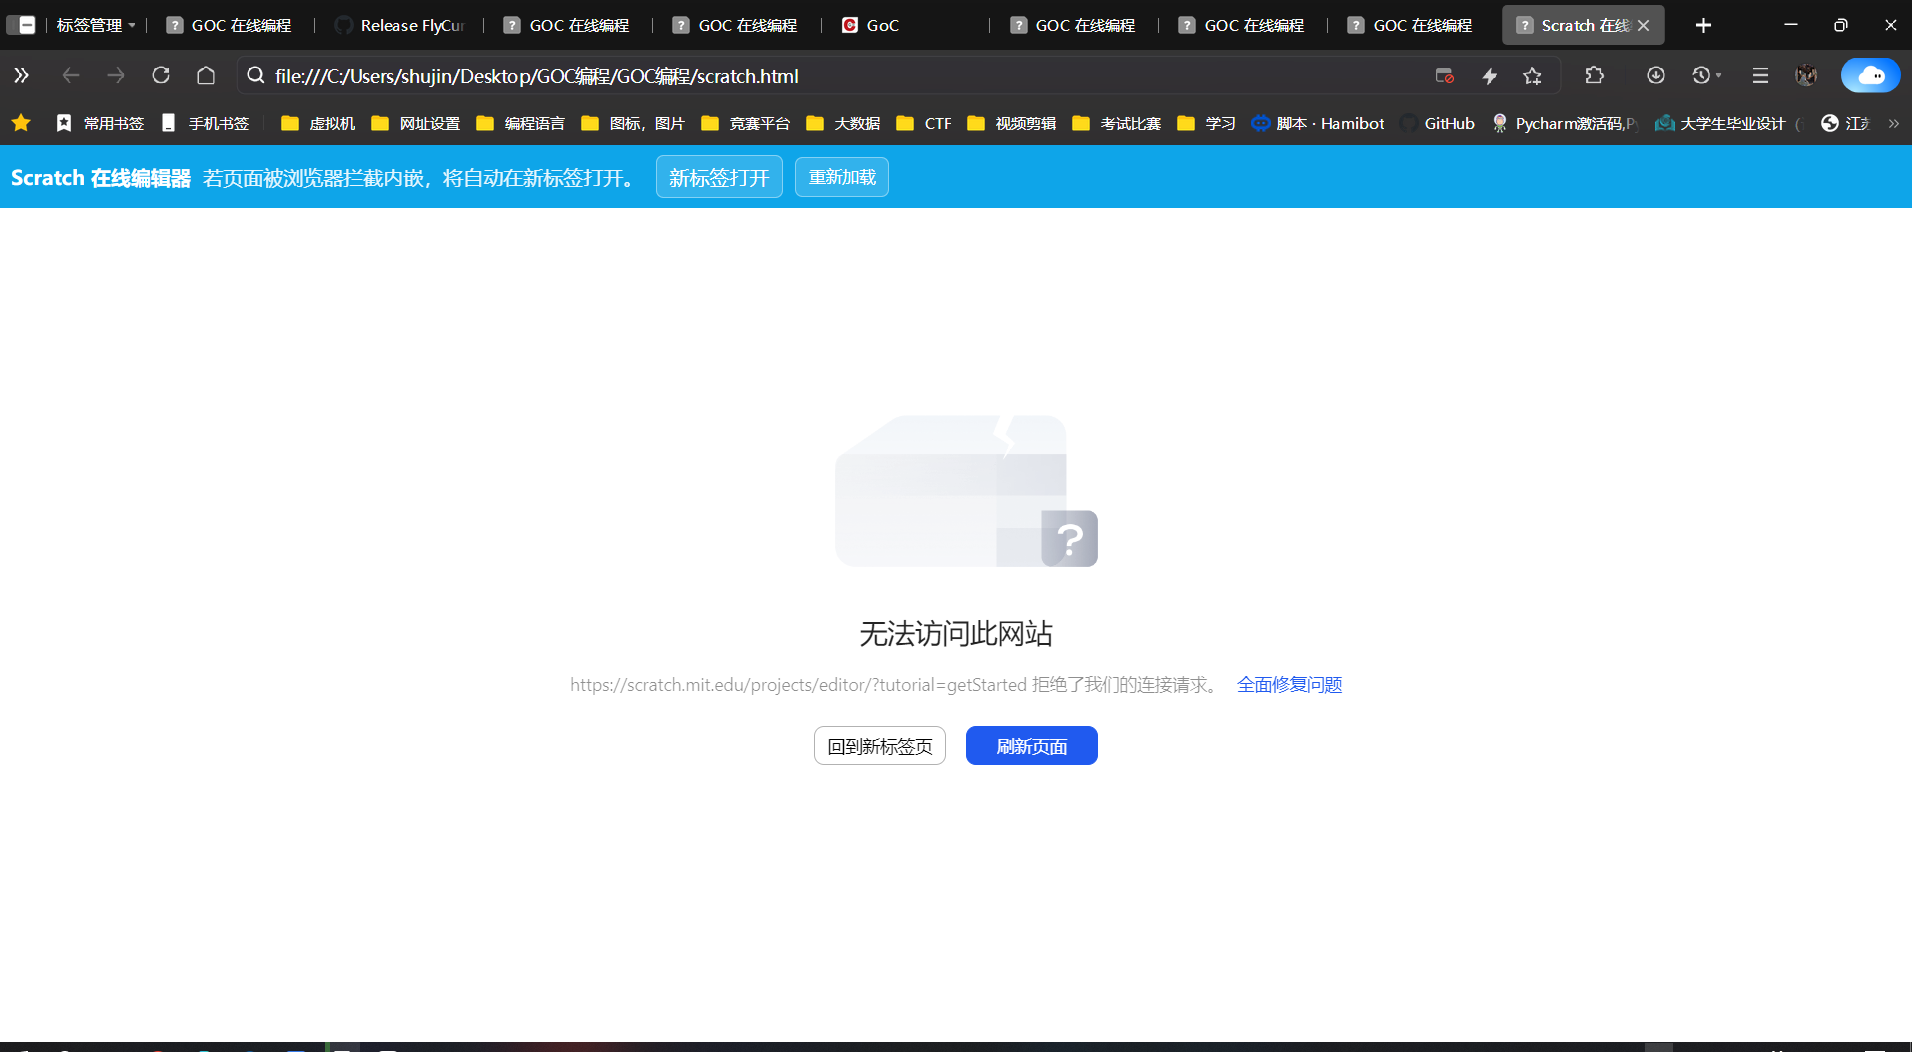 标签管理 GOC 在线编程 Release FlyCur GOC 在线编程 GOC 在线编程 GoC GOC 在线编程 GOC 在线编程 GOC 在线编程 Scratch 在线
file:///C:/Users/shujin/Desktop/GOC编程/GOC编程/scratch.html
常用书签 手机书签 虚拟机 网址设置 编程语言 图标，图片 竞赛平台 大数据 CTF 视频剪辑 考试比赛 学习 脚本 · Hamibot GitHub Pycharm激活码,Py 大学生毕业设计 ( 江苏
Scratch 在线编辑器 若页面被浏览器拦截内嵌，将自动在新标签打开。 新标签打开 重新加载
?
无法访问此网站
https://scratch.mit.edu/projects/editor/?tutorial=getStarted 拒绝了我们的连接请求。 全面修复问题
回到新标签页 刷新页面